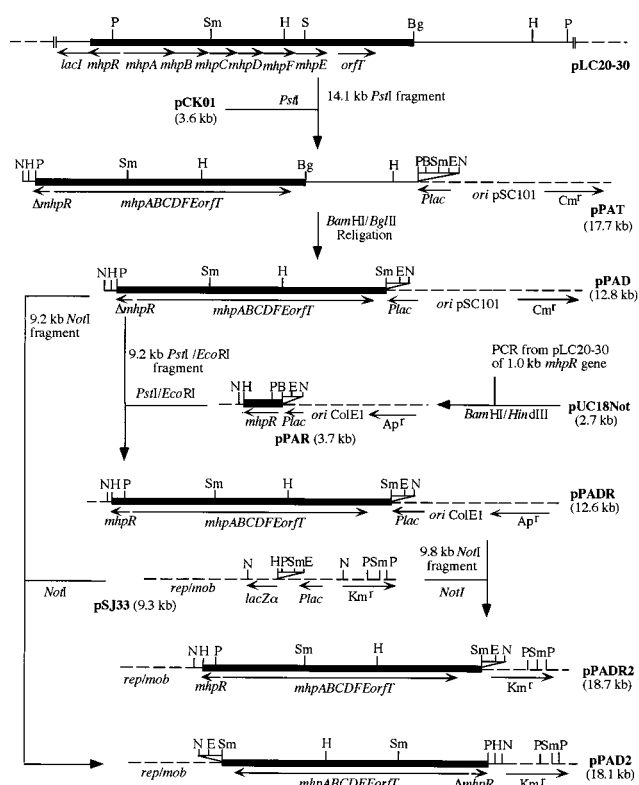 P Sm H S Bg H P
lacI mhpR mhpA mhpB mhpC mhpD mhpF mhpE orfT
pLC20-30
pCK01 PstI 14.1 kb PstI fragment
(3.6 kb)
NHP Sm H Bg H PBSmEN
ΔmhpR mhpABCDFEorfT Plac ori pSC101 Cmr
pPAT
(17.7 kb)
BamHI/BglII
Religation
NHP Sm H SmEN
ΔmhpR mhpABCDFEorfT Plac ori pSC101 Cmr
pPAD
(12.8 kb)
9.2 kb NotI
fragment
9.2 kb PstI /EcoRI
fragment
PstI/EcoRI
PCR from pLC20-30
of 1.0 kb mhpR gene
NH PB EN
mhpR Plac ori ColE1 Apr
pPAR (3.7 kb)
BamHI/HindIII
pUC18Not
(2.7 kb)
NHP Sm H SmEN
mhpR mhpABCDFEorfT Plac ori ColE1 Apr
pPADR
(12.6 kb)
9.8 kb NotI
fragment
NotI
N HPSmE N PSmP
rep/mob lacZα Plac Kmr
NotI
pSJ33 (9.3 kb)
NHP Sm H SmEN PSmP
rep/mob mhpR mhpABCDFEorfT Kmr
pPADR2
(18.7 kb)
N E Sm H Sm PHN PSmP
rep/mob mhpABCDFEorfT ΔmhpR Kmr
pPAD2
(18.1 kb)